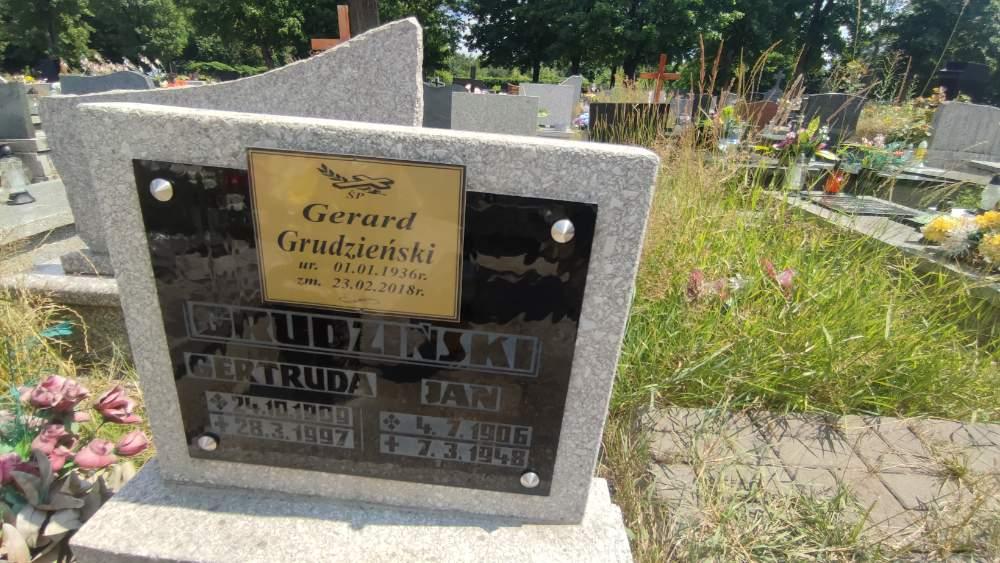 ŚP
Gerard
Grudzieński
ur. 01.01.1936r.
zm. 23.02.2018r.
GRUDZIŃSKI
GERTRUDA JAN
24.10.1909 4.7.1906
28.3.1997 7.3.1948